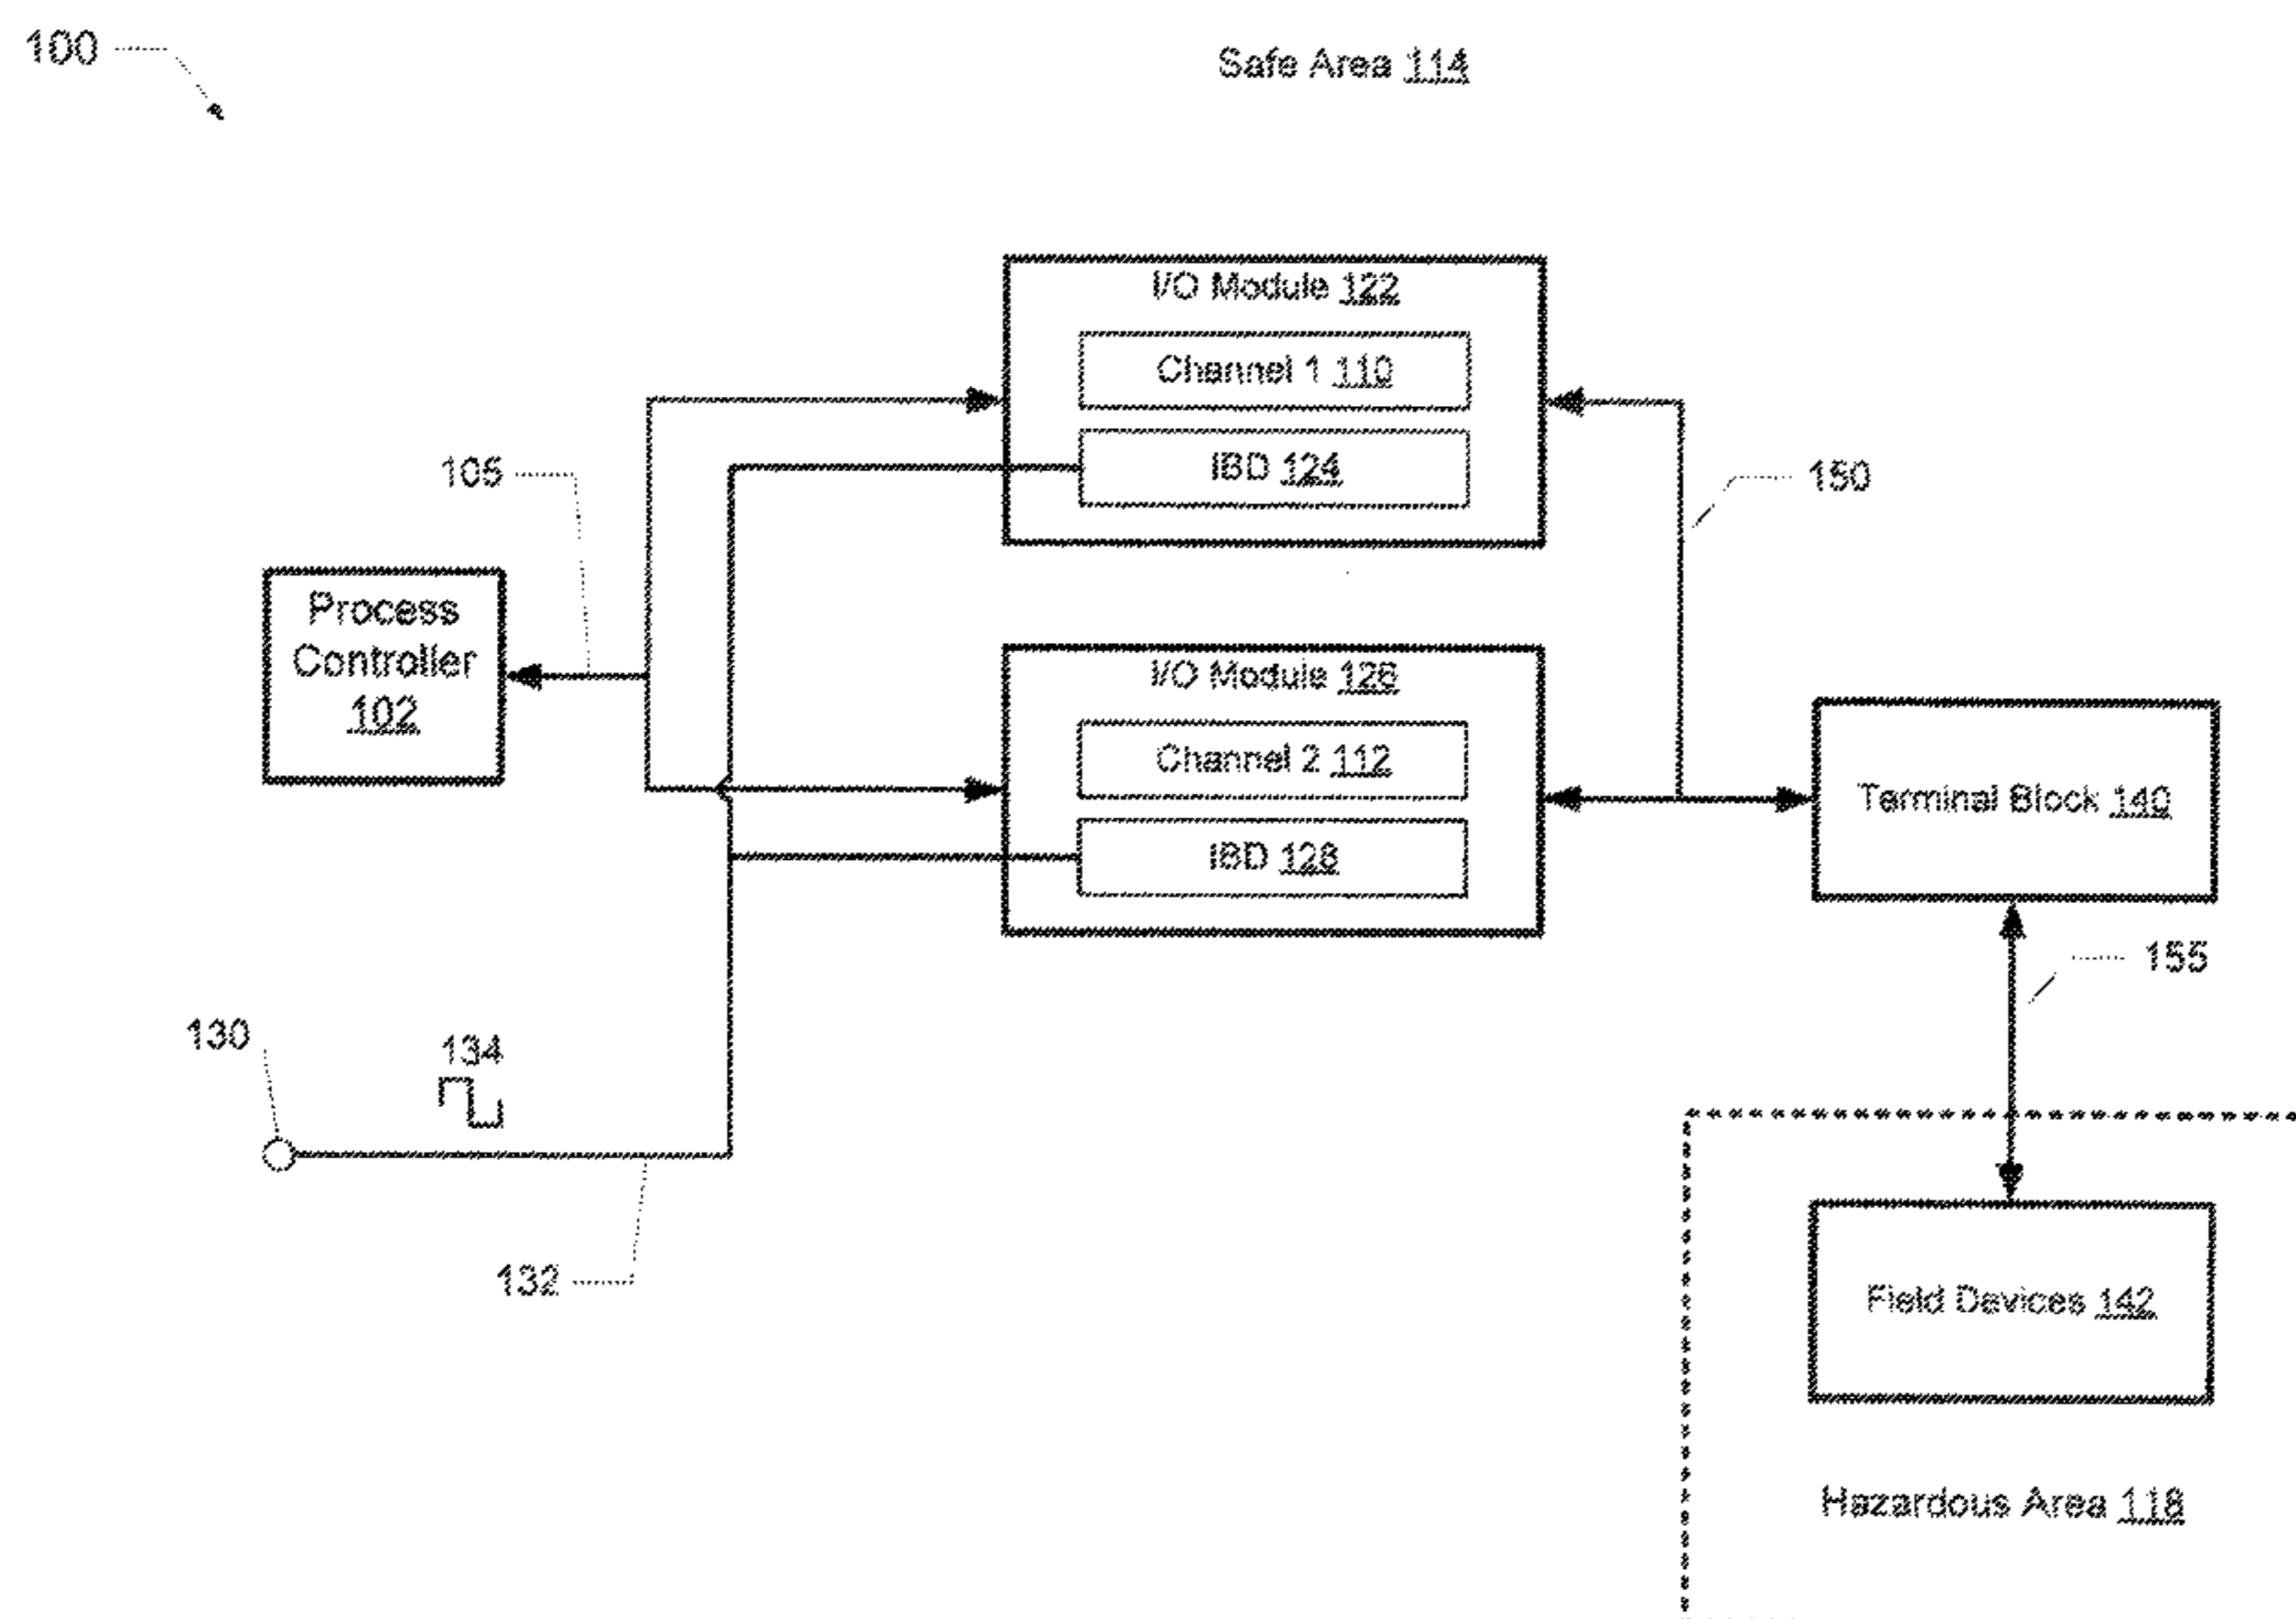 100
Safe Area 114
I/O Module 122
Channel 1 110
IBD 124
105
150
Process
Controller
102
I/O Module 126
Channel 2 112
IBD 128
Terminal Block 140
155
130
134
132
Field Devices 142
Hazardous Area 118